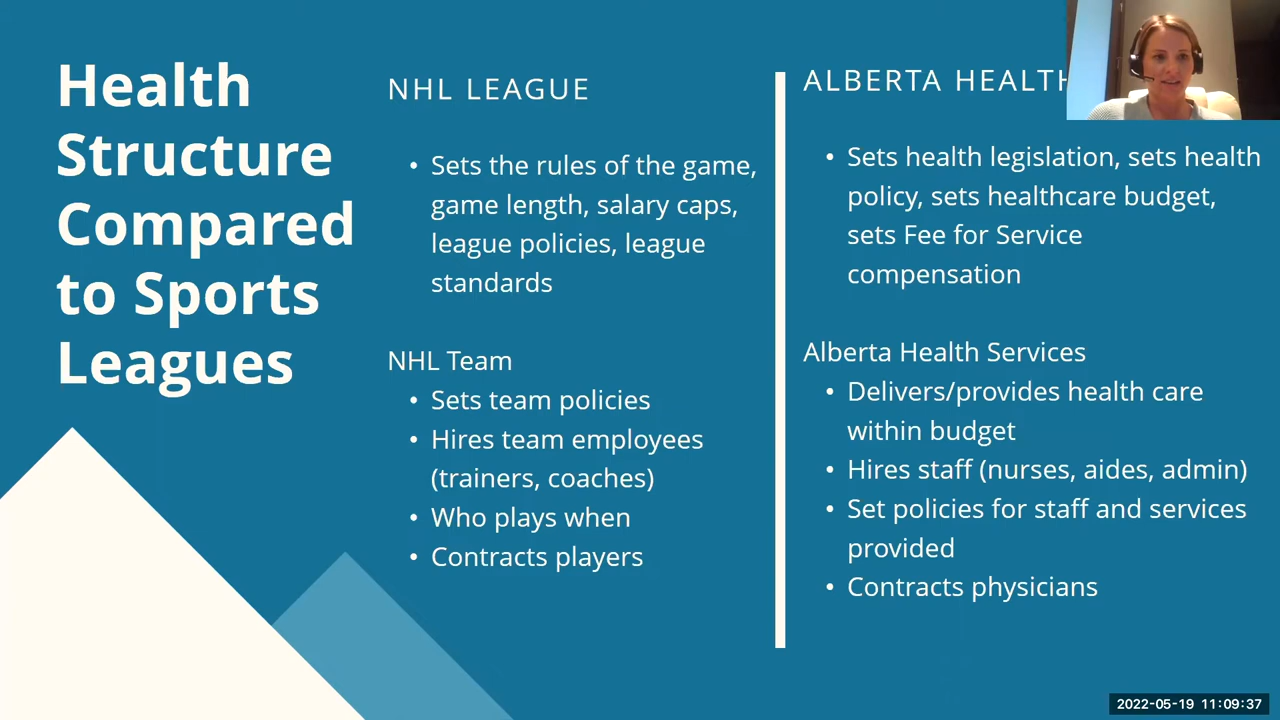 Health
Structure
Compared
to Sports
Leagues
NHL LEAGUE
• Sets the rules of the game,
game length, salary caps,
league policies, league
standards
NHL Team
• Sets team policies
• Hires team employees
(trainers, coaches)
• Who plays when
• Contracts players
ALBERTA HEALTH
• Sets health legislation, sets health
policy, sets healthcare budget,
sets Fee for Service
compensation
Alberta Health Services
• Delivers/provides health care
within budget
• Hires staff (nurses, aides, admin)
• Set policies for staff and services
provided
• Contracts physicians
2022-05-19 11:09:37